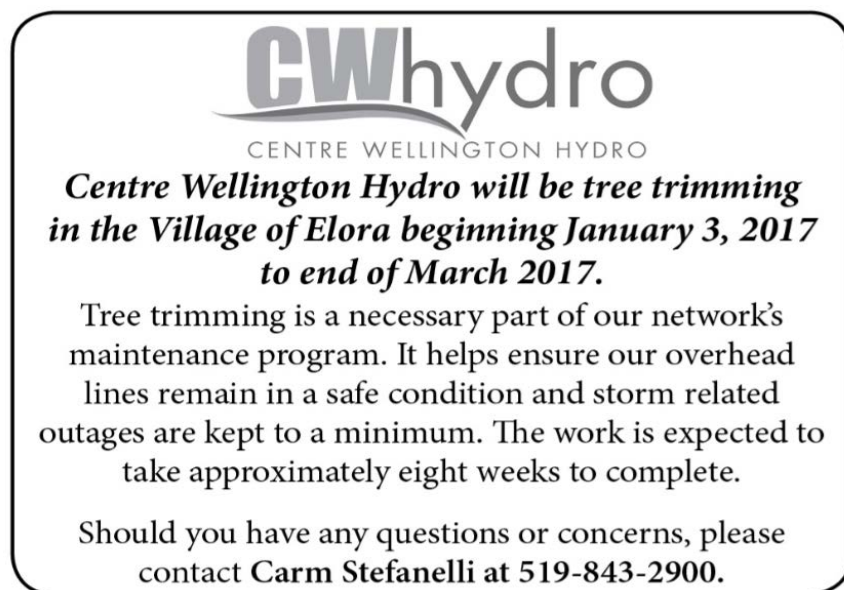 CWhydro
CENTRE WELLINGTON HYDRO
Centre Wellington Hydro will be tree trimming
in the Village of Elora beginning January 3, 2017
to end of March 2017.
Tree trimming is a necessary part of our network's
maintenance program. It helps ensure our overhead
lines remain in a safe condition and storm related
outages are kept to a minimum. The work is expected to
take approximately eight weeks to complete.
Should you have any questions or concerns, please
contact Carm Stefanelli at 519-843-2900.